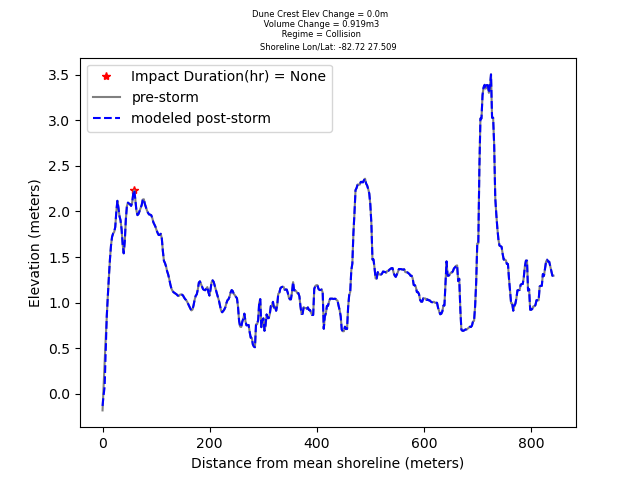 Dune Crest Elev Change = 0.0m
Volume Change = 0.919m3
Regime = Collision
Shoreline Lon/Lat: -82.72 27.509
Impact Duration(hr) = None
pre-storm
modeled post-storm
3.5
3.0
2.5
2.0
1.5
1.0
0.5
0.0
Elevation (meters)
0 200 400 600 800
Distance from mean shoreline (meters)